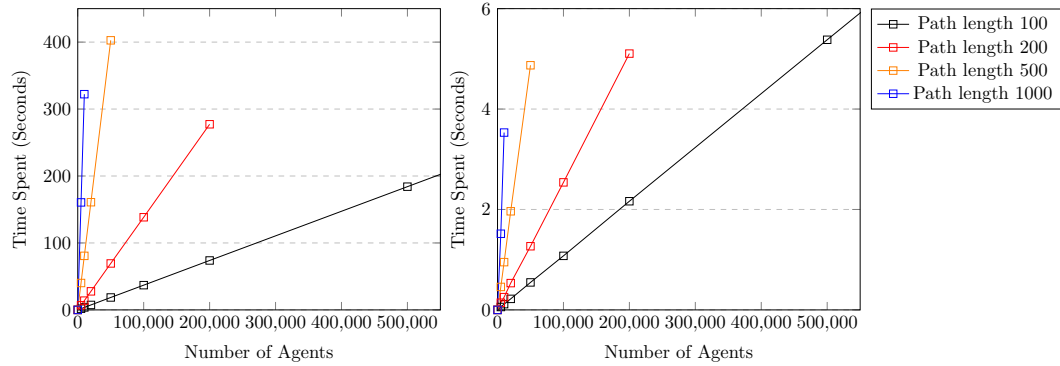 400
300
200
100
0
Time Spent (Seconds)
0
100,000
200,000
300,000
400,000
500,000
Number of Agents
6
4
2
0
Time Spent (Seconds)
0
100,000
200,000
300,000
400,000
500,000
Number of Agents
Path length 100
Path length 200
Path length 500
Path length 1000